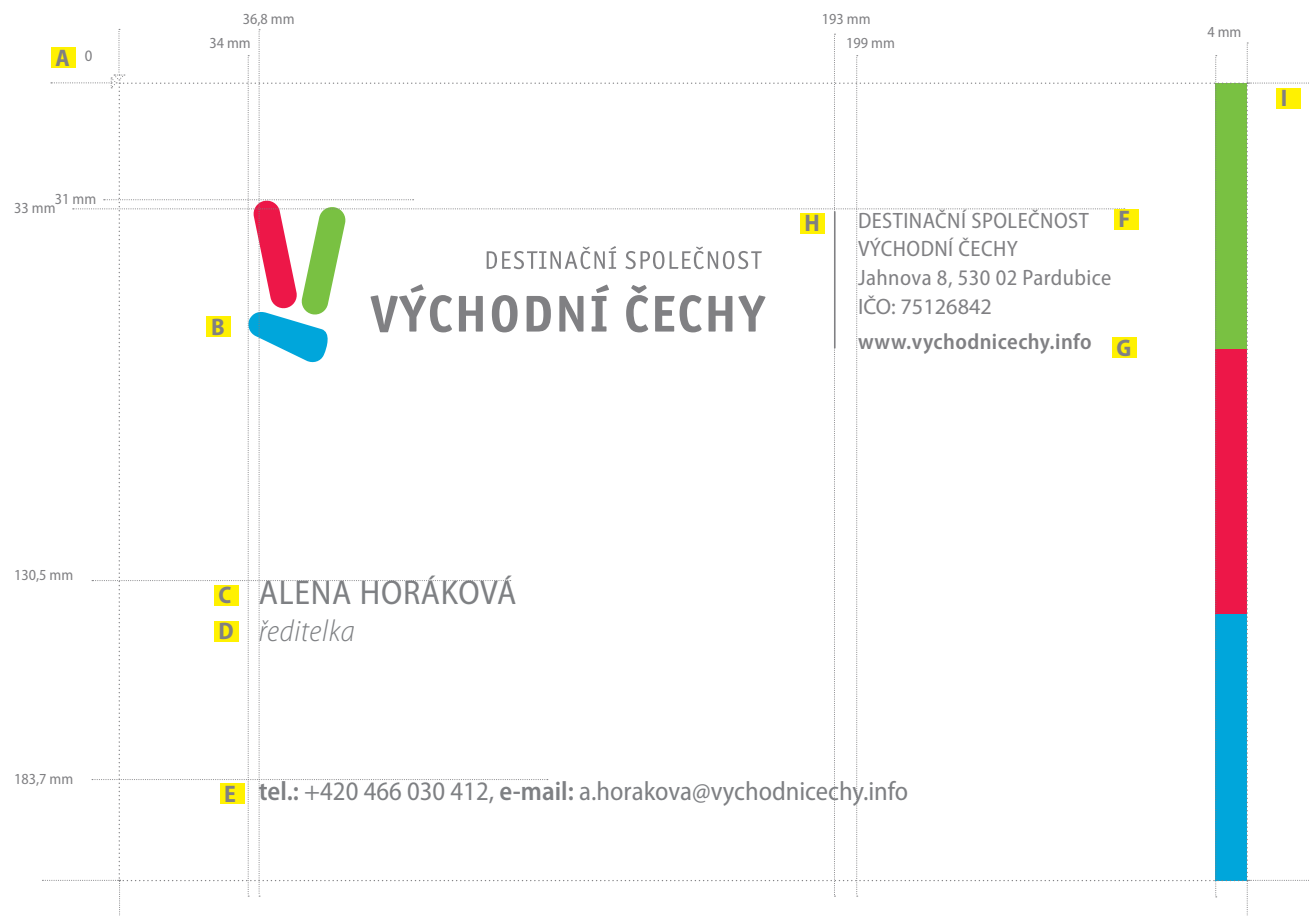 36,8 mm
193 mm
34 mm
199 mm
4 mm
A 0
I
31 mm
33 mm
H
DESTINAČNÍ SPOLEČNOST F
VÝCHODNÍ ČECHY
Jahnova 8, 530 02 Pardubice
IČO: 75126842
www.vychodnicechy.info G
DESTINAČNÍ SPOLEČNOST
VÝCHODNÍ ČECHY
B
130,5 mm
C ALENA HORÁKOVÁ
D ředitelka
183,7 mm
E tel.: +420 466 030 412, e-mail: a.horakova@vychodnicechy.info